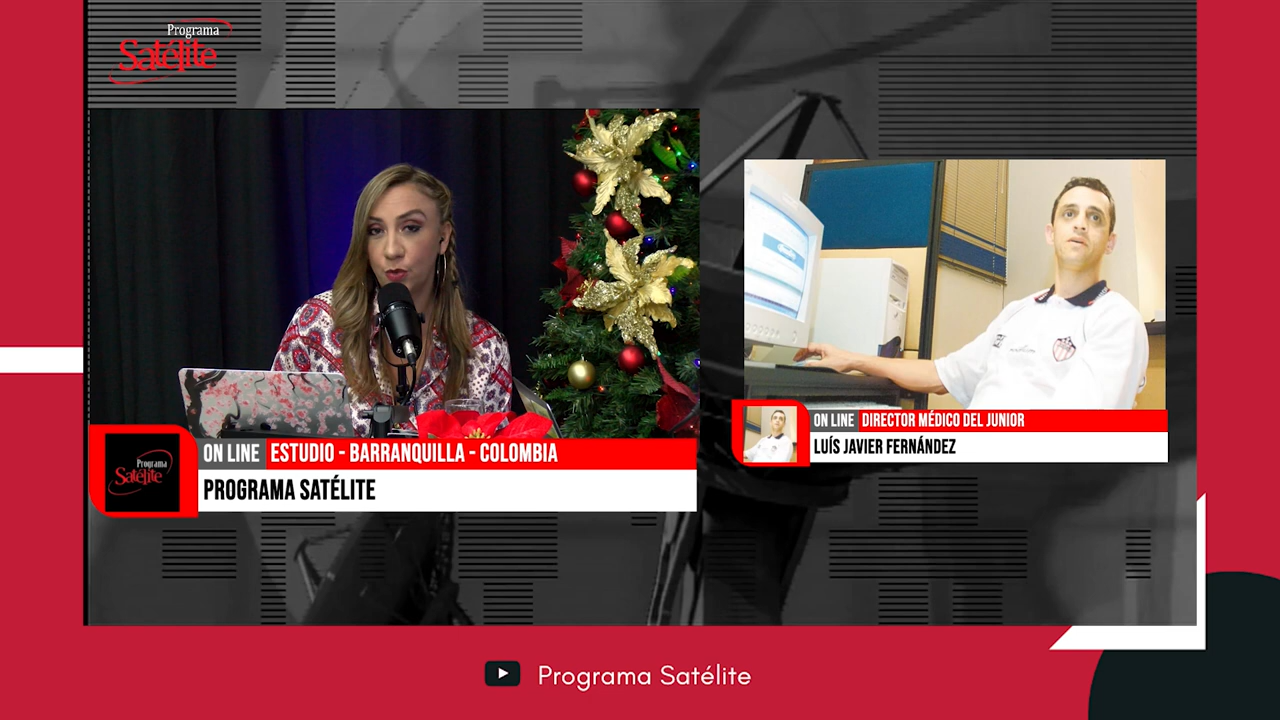 Programa
Satélite
ON LINE ESTUDIO - BARRANQUILLA - COLOMBIA
PROGRAMA SATÉLITE
Programa
Satélite
ON LINE DIRECTOR MÉDICO DEL JUNIOR
LUÍS JAVIER FERNÁNDEZ
Programa Satélite